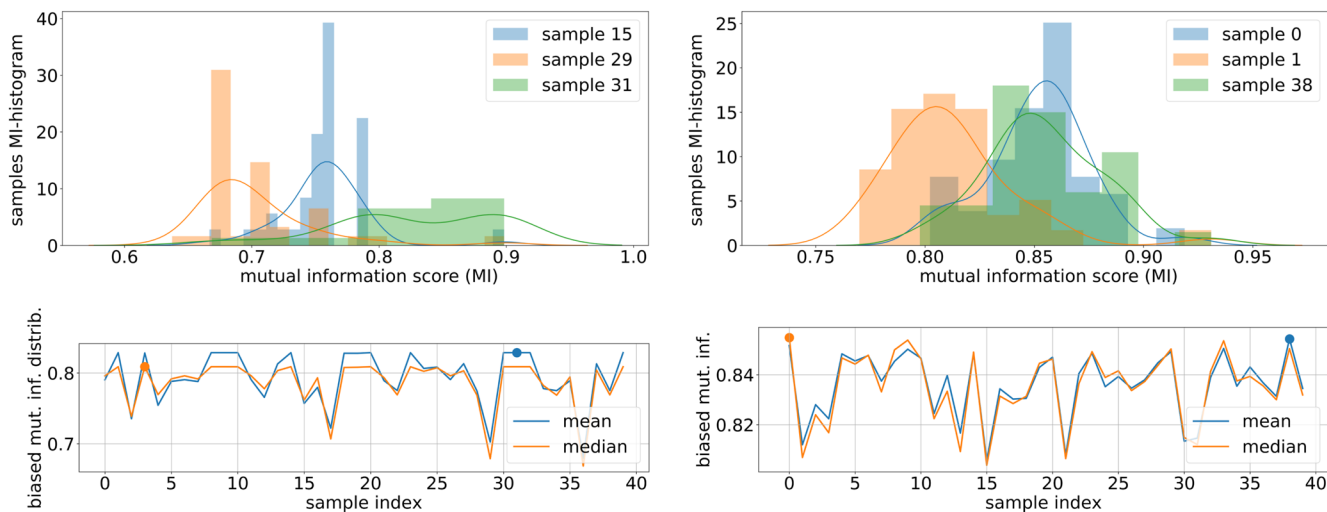 samples MI-histogram
40
30
20
10
0
sample 15
sample 29
sample 31
0.6 0.7 0.8 0.9 1.0
mutual information score (MI)
samples MI-histogram
25
20
15
10
5
0
sample 0
sample 1
sample 38
0.75 0.80 0.85 0.90 0.95
mutual information score (MI)
biased mut. inf. distrib.
0.8
0.7
mean
median
0 5 10 15 20 25 30 35 40
sample index
biased mut. inf.
0.84
0.82
mean
median
0 5 10 15 20 25 30 35 40
sample index